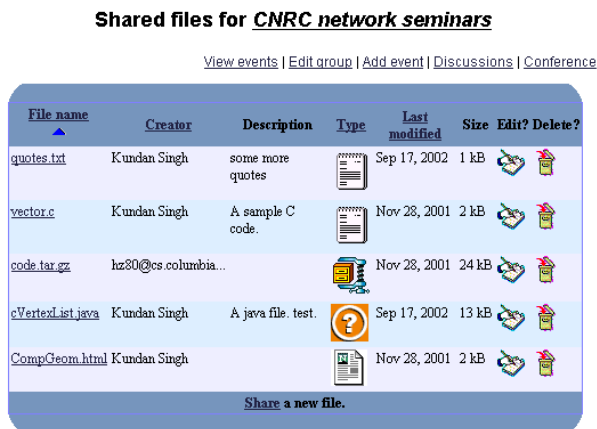 Shared files for CNRC network seminars
View events | Edit group | Add event | Discussions | Conference
File name Creator Description Type Last modified Size Edit? Delete?
quotes.txt Kundan Singh some more quotes Sep 17, 2002 1 kB
vector.c Kundan Singh A sample C code. Nov 28, 2001 2 kB
code.tar.gz hz80@cs.columbia... Nov 28, 2001 24 kB
cVertexList.java Kundan Singh A java file. test. Sep 17, 2002 13 kB
CompGeom.html Kundan Singh Nov 28, 2001 2 kB
Share a new file.